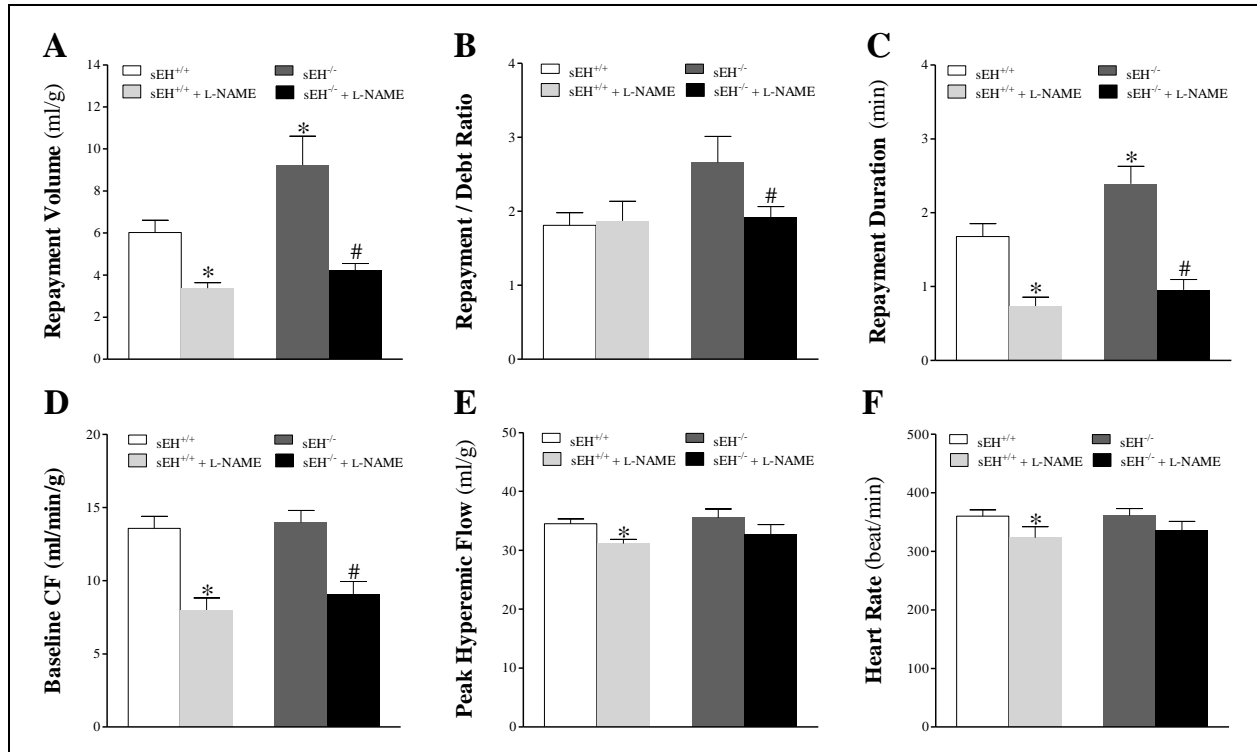 A
Repayment Volume (ml/g)
14
12
10
8
6
4
2
0
sEH+/+
sEH-/-
sEH+/+ + L-NAME
sEH-/- + L-NAME
*
*
#
B
Repayment / Debt Ratio
4
3
2
1
0
sEH+/+
sEH-/-
sEH+/+ + L-NAME
sEH-/- + L-NAME
#
C
Repayment Duration (min)
4
3
2
1
0
sEH+/+
sEH-/-
sEH+/+ + L-NAME
sEH-/- + L-NAME
*
*
#
D
Baseline CF (ml/min/g)
20
15
10
5
0
sEH+/+
sEH-/-
sEH+/+ + L-NAME
sEH-/- + L-NAME
*
#
E
Peak Hyperemic Flow (ml/g)
50
40
30
20
10
0
sEH+/+
sEH-/-
sEH+/+ + L-NAME
sEH-/- + L-NAME
*
F
Heart Rate (beat/min)
500
400
300
200
100
0
sEH+/+
sEH-/-
sEH+/+ + L-NAME
sEH-/- + L-NAME
*